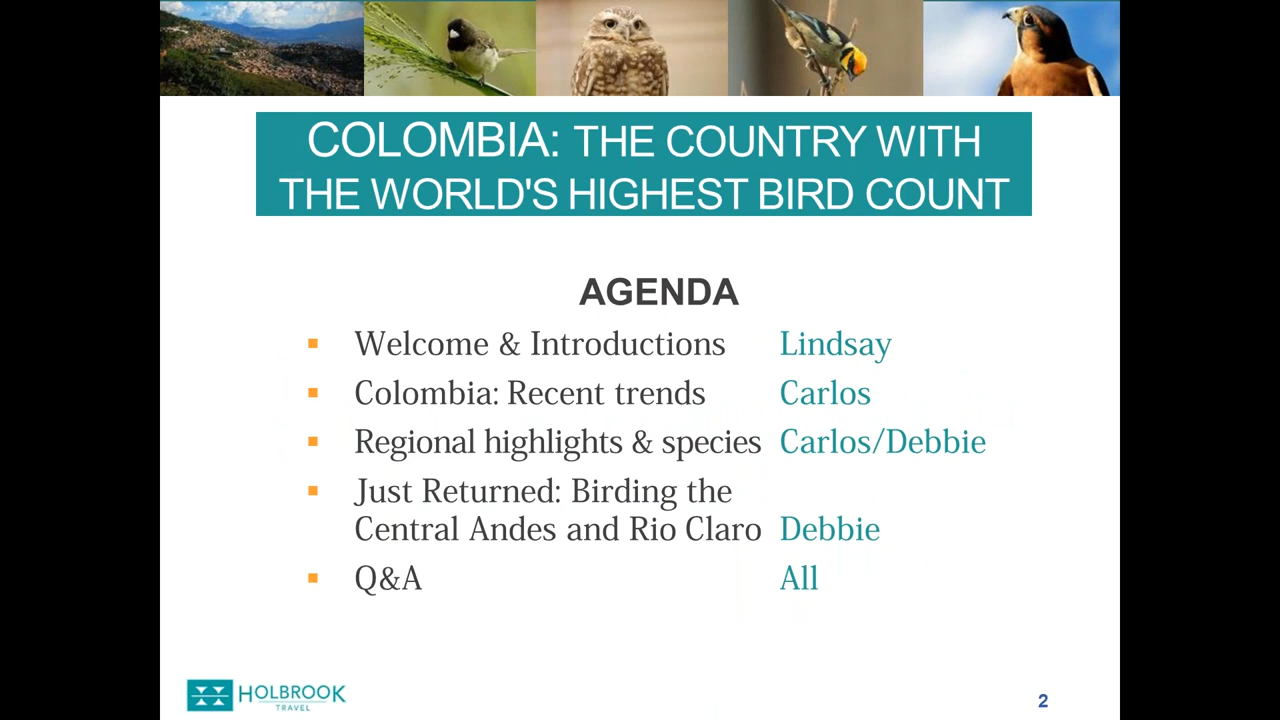 COLOMBIA: THE COUNTRY WITH
THE WORLD'S HIGHEST BIRD COUNT
AGENDA
▪ Welcome & Introductions Lindsay
▪ Colombia: Recent trends Carlos
▪ Regional highlights & species Carlos/Debbie
▪ Just Returned: Birding the
Central Andes and Rio Claro Debbie
▪ Q&A All
HOLBROOK
TRAVEL
2